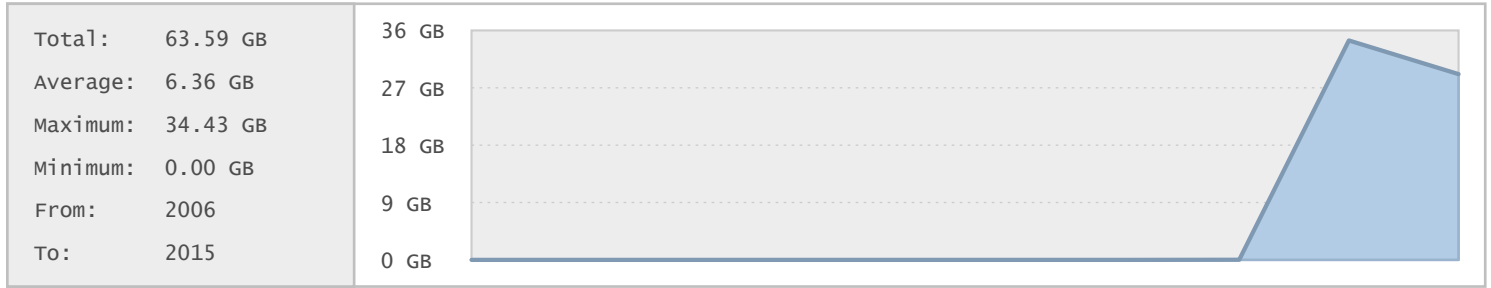 Total: 63.59 GB
Average: 6.36 GB
Maximum: 34.43 GB
Minimum: 0.00 GB
From: 2006
To: 2015
36 GB
27 GB
18 GB
9 GB
0 GB